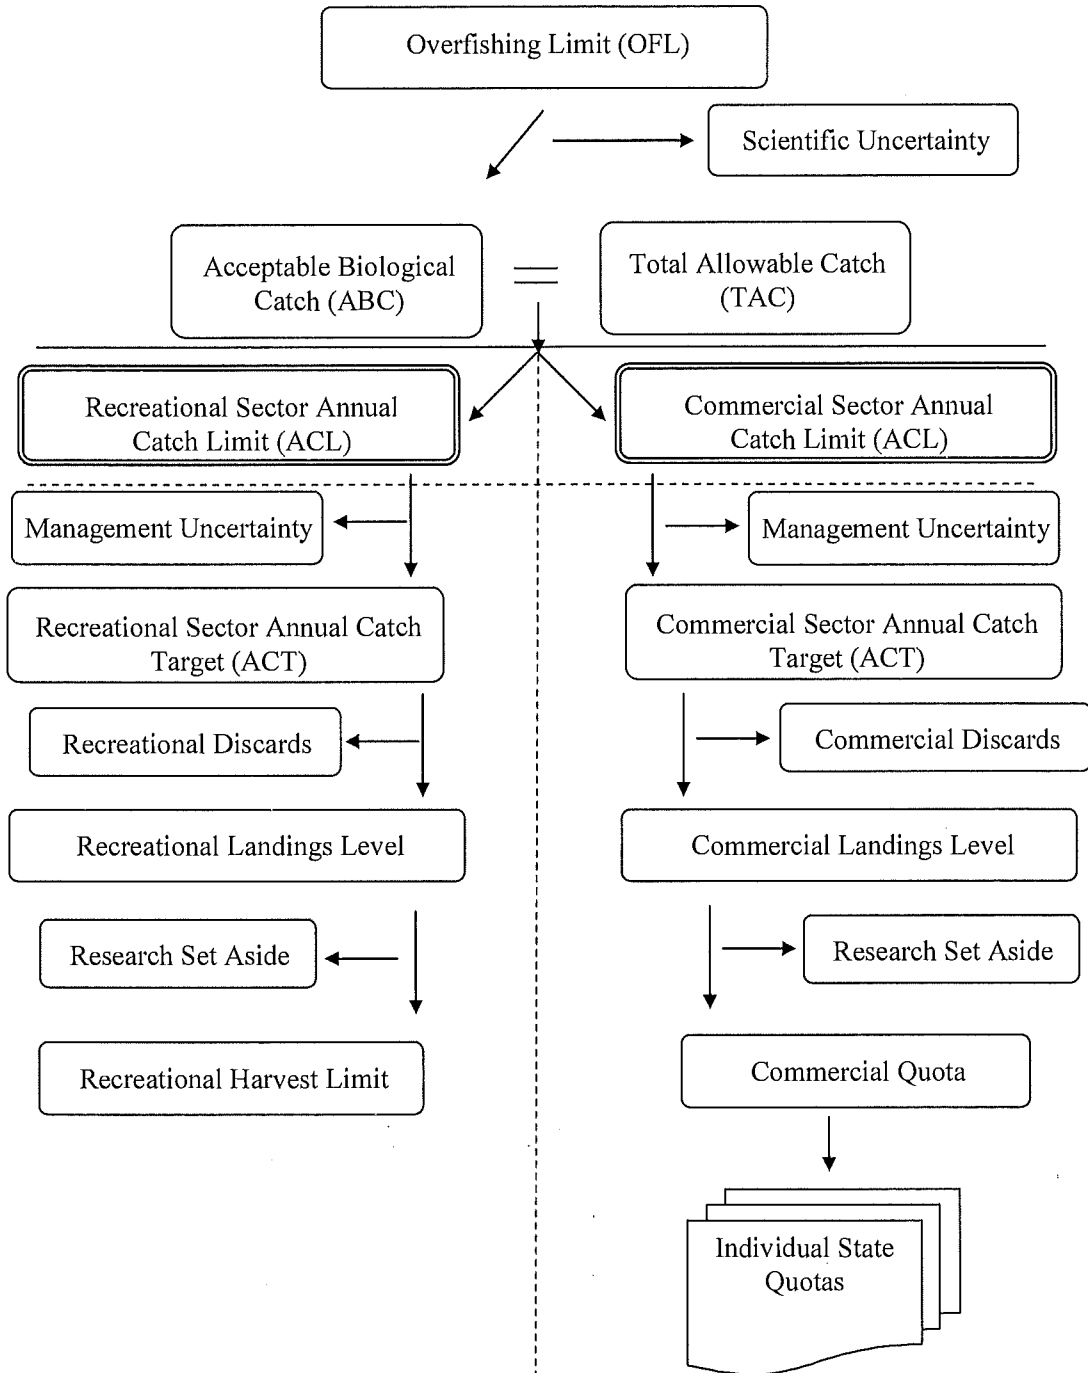 Overfishing Limit (OFL)
Scientific Uncertainty
Acceptable Biological
Catch (ABC)
Total Allowable Catch
(TAC)
Recreational Sector Annual
Catch Limit (ACL)
Commercial Sector Annual
Catch Limit (ACL)
Management Uncertainty
Management Uncertainty
Recreational Sector Annual Catch
Target (ACT)
Commercial Sector Annual Catch
Target (ACT)
Recreational Discards
Commercial Discards
Recreational Landings Level
Commercial Landings Level
Research Set Aside
Research Set Aside
Recreational Harvest Limit
Commercial Quota
Individual State
Quotas